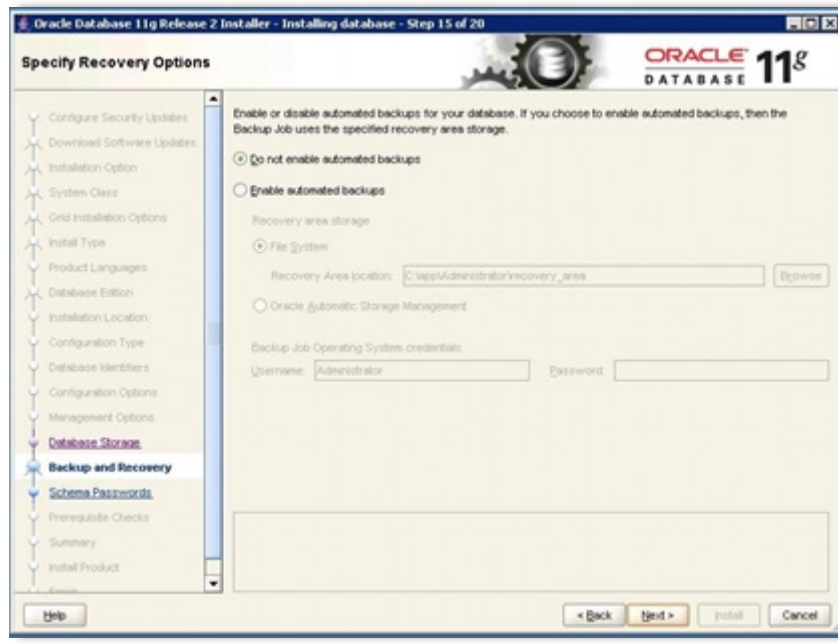 Oracle Database 11g Release 2 Installer - Installing database - Step 15 of 20
Specify Recovery Options
ORACLE
DATABASE
11g
Configure Security Updates
Download Software Updates
Installation Option
System Class
Grid Installation Options
Install Type
Product Languages
Database Edition
Installation Location
Configuration Type
Database Identifiers
Configuration Options
Management Options
Database Storage
Backup and Recovery
Schema Passwords
Prerequisite Checks
Summary
Install Product
Enable or disable automated backups for your database. If you choose to enable automated backups, then the
Backup Job uses the specified recovery area storage.
Do not enable automated backups
Enable automated backups
Recovery area storage
File System
Recovery Area location: C:\app\Administrator\recovery_area Browse
Oracle Automatic Storage Management
Backup Job Operating System credentials
Username: Administrator Password:
Help < Back Next > Install Cancel